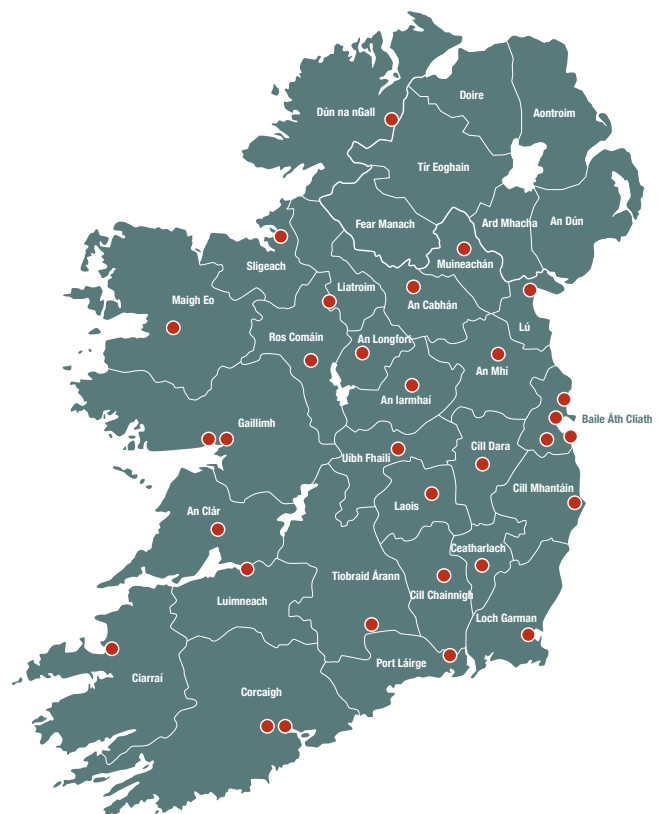 Doire
Dún na nGall
Aontroim
Tír Eoghain
Fear Manach
Ard Mhacha
An Dún
Muineachán
Sligeach
Liatroim
Maigh Eo
An Cabhán
Lú
Ros Comáin
An Longfort
An Mhí
An Iarmhaí
Baile Áth Cliath
Gaillimh
Uíbh Fhailí
Cill Dara
Cill Mhantáin
Laois
An Clár
Ceatharlach
Tiobraid Árann
Cill Chainnigh
Luimneach
Loch Garman
Port Láirge
Ciarraí
Corcaigh